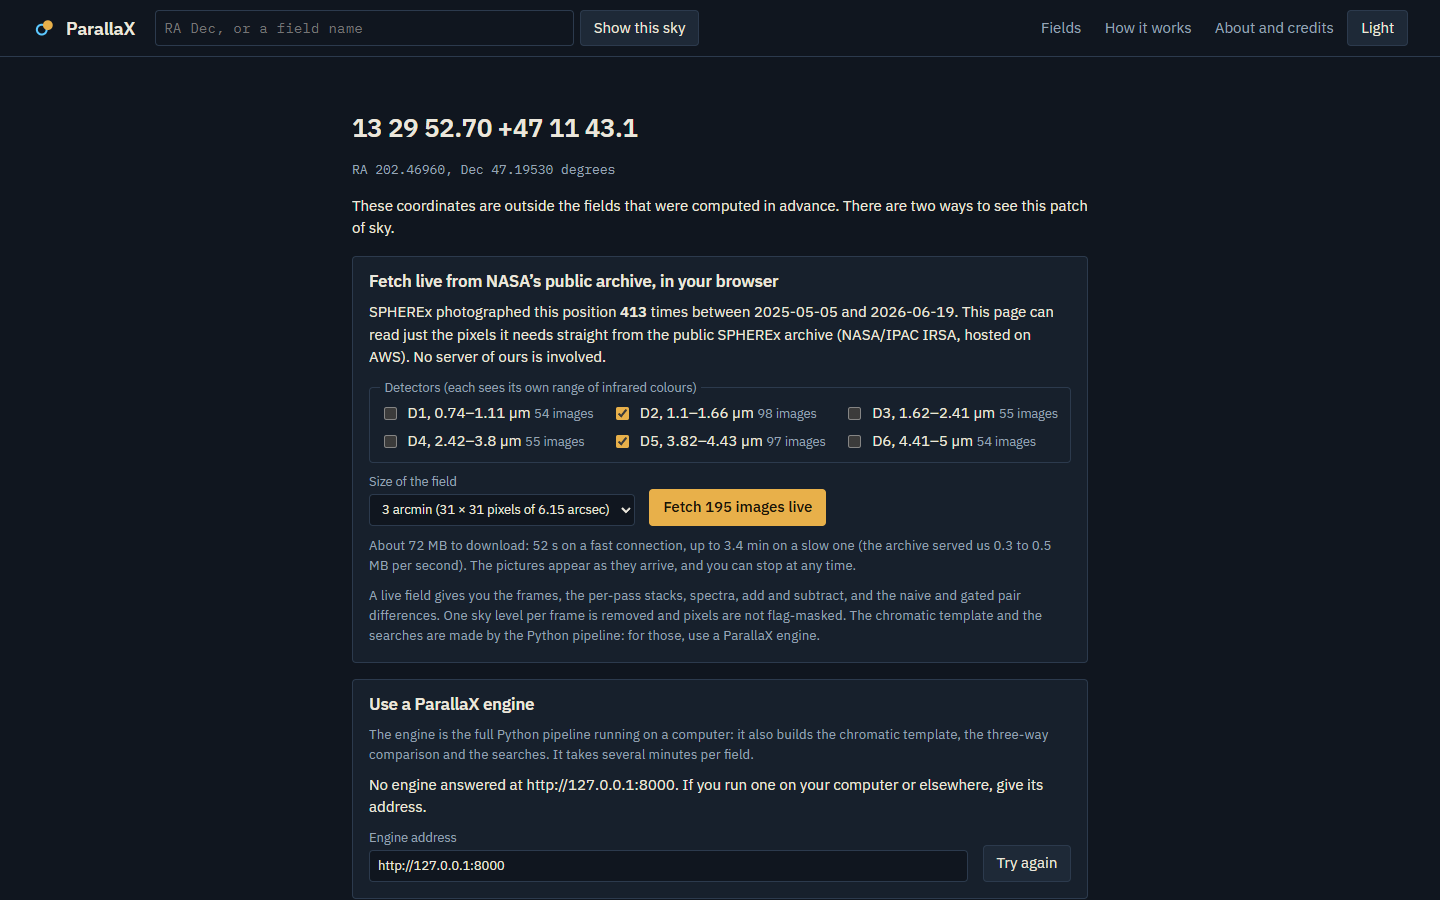 ParallaX
RA Dec, or a field name
Show this sky
Fields
How it works
About and credits
Light
13 29 52.70 +47 11 43.1
RA 202.46960, Dec 47.19530 degrees
These coordinates are outside the fields that were computed in advance. There are two ways to see this patch
of sky.
Fetch live from NASA’s public archive, in your browser
SPHEREx photographed this position 413 times between 2025-05-05 and 2026-06-19. This page can
read just the pixels it needs straight from the public SPHEREx archive (NASA/IPAC IRSA, hosted on
AWS). No server of ours is involved.
Detectors (each sees its own range of infrared colours)
D1, 0.74–1.11 µm 54 images
D2, 1.1–1.66 µm 98 images
D3, 1.62–2.41 µm 55 images
D4, 2.42–3.8 µm 55 images
D5, 3.82–4.43 µm 97 images
D6, 4.41–5 µm 54 images
Size of the field
3 arcmin (31 × 31 pixels of 6.15 arcsec)
Fetch 195 images live
About 72 MB to download: 52 s on a fast connection, up to 3.4 min on a slow one (the archive served us 0.3 to 0.5
MB per second). The pictures appear as they arrive, and you can stop at any time.
A live field gives you the frames, the per-pass stacks, spectra, add and subtract, and the naive and gated pair
differences. One sky level per frame is removed and pixels are not flag-masked. The chromatic template and the
searches are made by the Python pipeline: for those, use a ParallaX engine.
Use a ParallaX engine
The engine is the full Python pipeline running on a computer: it also builds the chromatic template, the three-way
comparison and the searches. It takes several minutes per field.
No engine answered at http://127.0.0.1:8000. If you run one on your computer or elsewhere, give its
address.
Engine address
http://127.0.0.1:8000
Try again